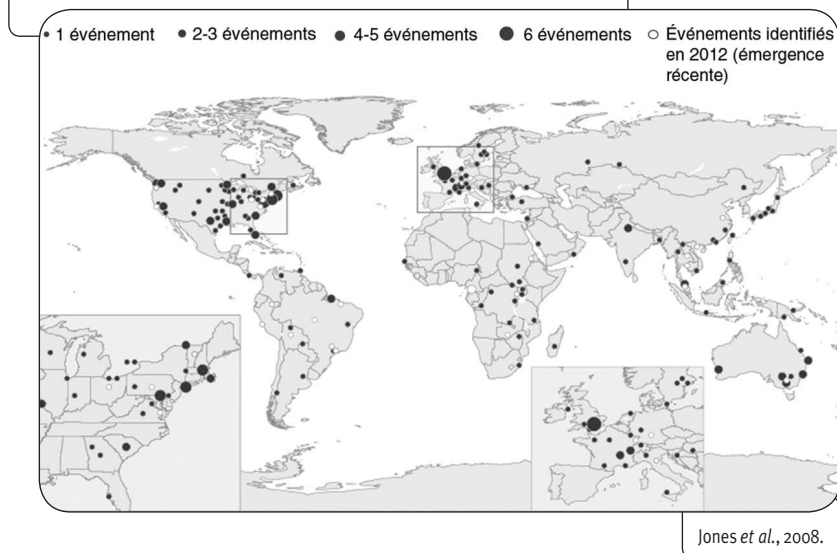 1 événement 2-3 événements 4-5 événements 6 événements Événements identifiés
en 2012 (émergence
récente)
Jones et al., 2008.